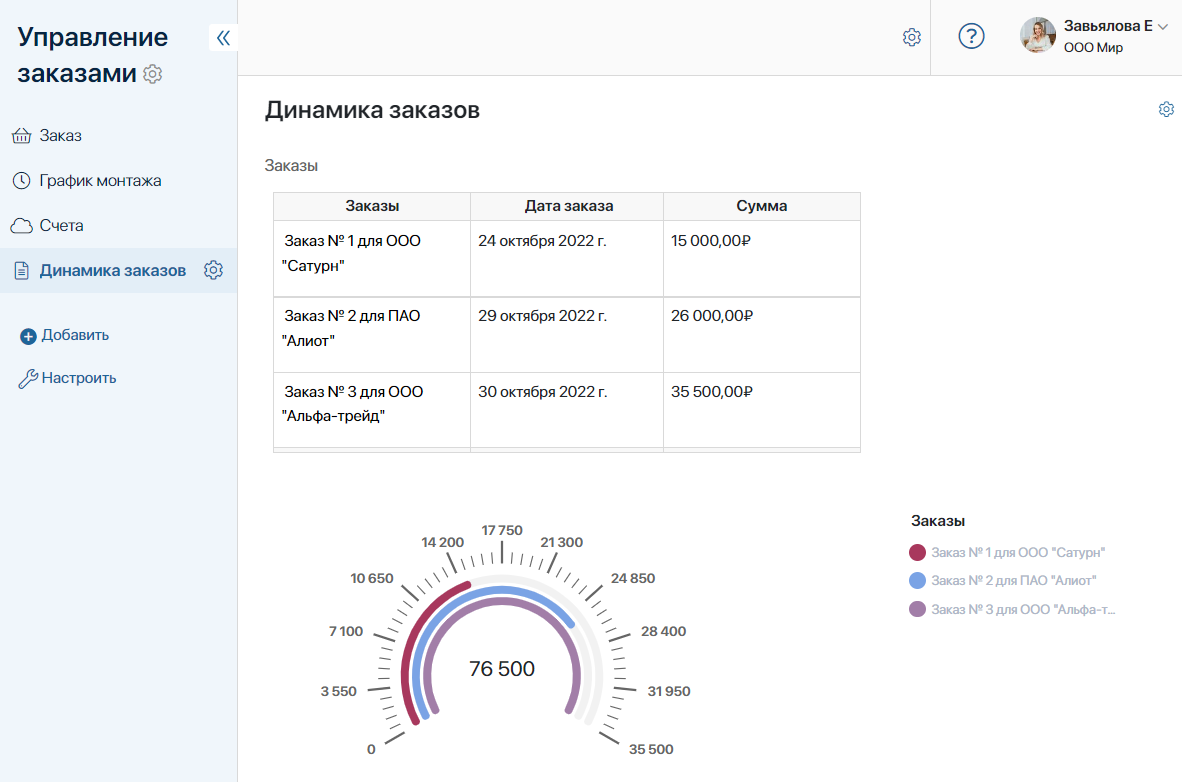 Управление
заказами
Завьялова Е
ООО Мир
Заказ
График монтажа
Счета
Динамика заказов
Добавить
Настроить
Динамика заказов
Заказы
Заказы Дата заказа Сумма
Заказ № 1 для ООО 24 октября 2022 г. 15 000,00₽
"Сатурн"
Заказ № 2 для ПАО 29 октября 2022 г. 26 000,00₽
"Алиот"
Заказ № 3 для ООО 30 октября 2022 г. 35 500,00₽
"Альфа-трейд"
17 750
14 200 21 300
10 650 24 850
7 100 28 400
76 500
3 550 31 950
0 35 500
Заказы
Заказ № 1 для ООО "Сатурн"
Заказ № 2 для ПАО "Алиот"
Заказ № 3 для ООО "Альфа-т...